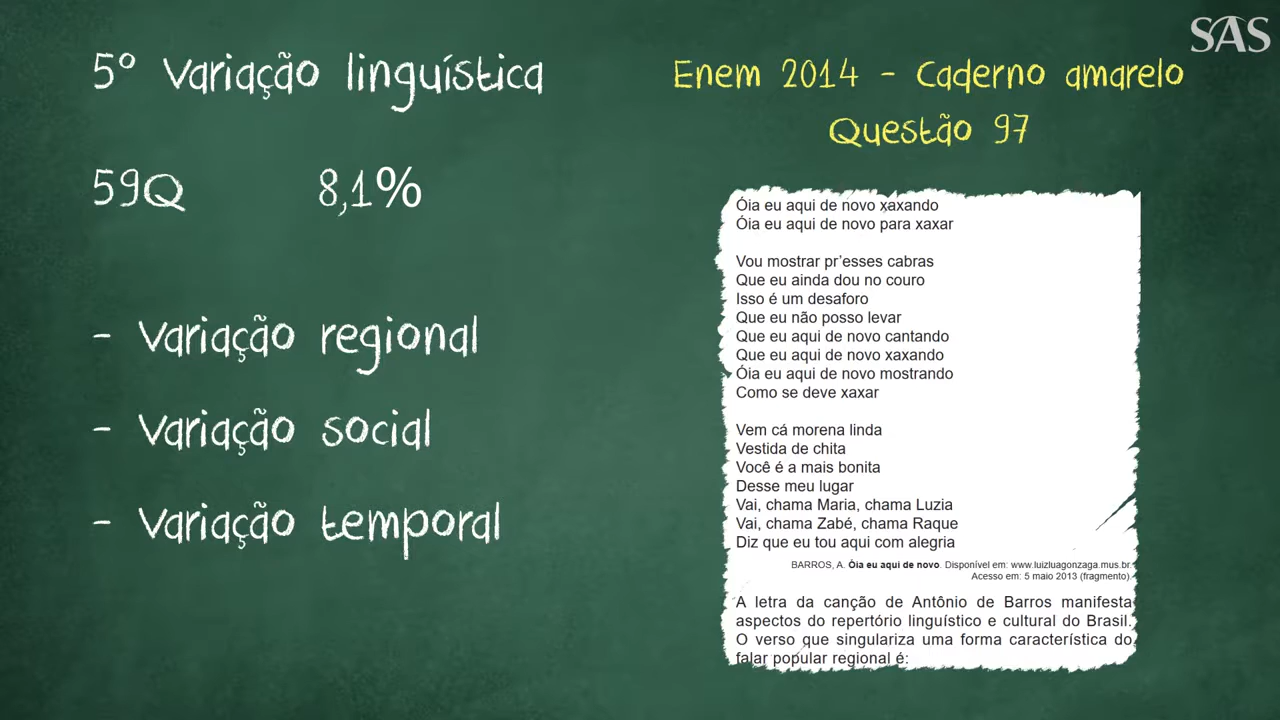 SAS
5º Variação linguística
59Q 8,1%
- Variação regional
- Variação social
- Variação temporal
Enem 2014 - Caderno amarelo
Questão 97
Óia eu aqui de novo xaxando
Óia eu aqui de novo para xaxar
Vou mostrar pr'esses cabras
Que eu ainda dou no couro
Isso é um desaforo
Que eu não posso levar
Que eu aqui de novo cantando
Que eu aqui de novo xaxando
Óia eu aqui de novo mostrando
Como se deve xaxar
Vem cá morena linda
Vestida de chita
Você é a mais bonita
Desse meu lugar
Vai, chama Maria, chama Luzia
Vai, chama Zabé, chama Raque
Diz que eu tou aqui com alegria
BARROS, A. Óia eu aqui de novo. Disponível em: www.luizluagonzaga.mus.br.
Acesso em: 5 maio 2013 (fragmento).
A letra da canção de Antônio de Barros manifesta
aspectos do repertório linguístico e cultural do Brasil.
O verso que singulariza uma forma característica do
falar popular regional é: